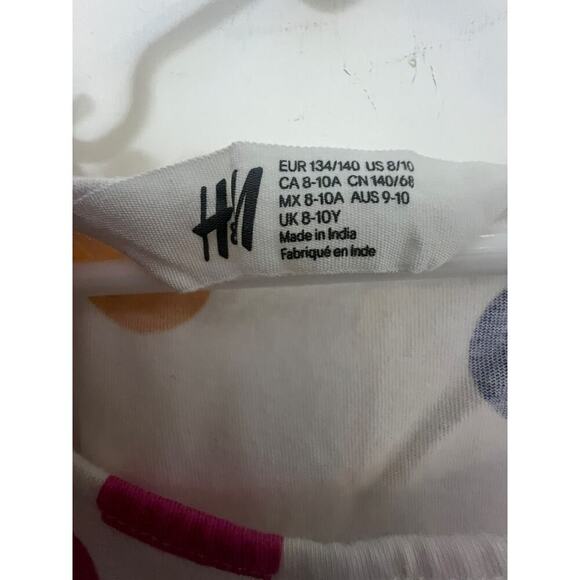 H&M
EUR 134/140 US 8/10
CA 8-10A CN 140/68
MX 8-10A AUS 9-10
UK 8-10Y
Made in India
Fabriqué en Inde